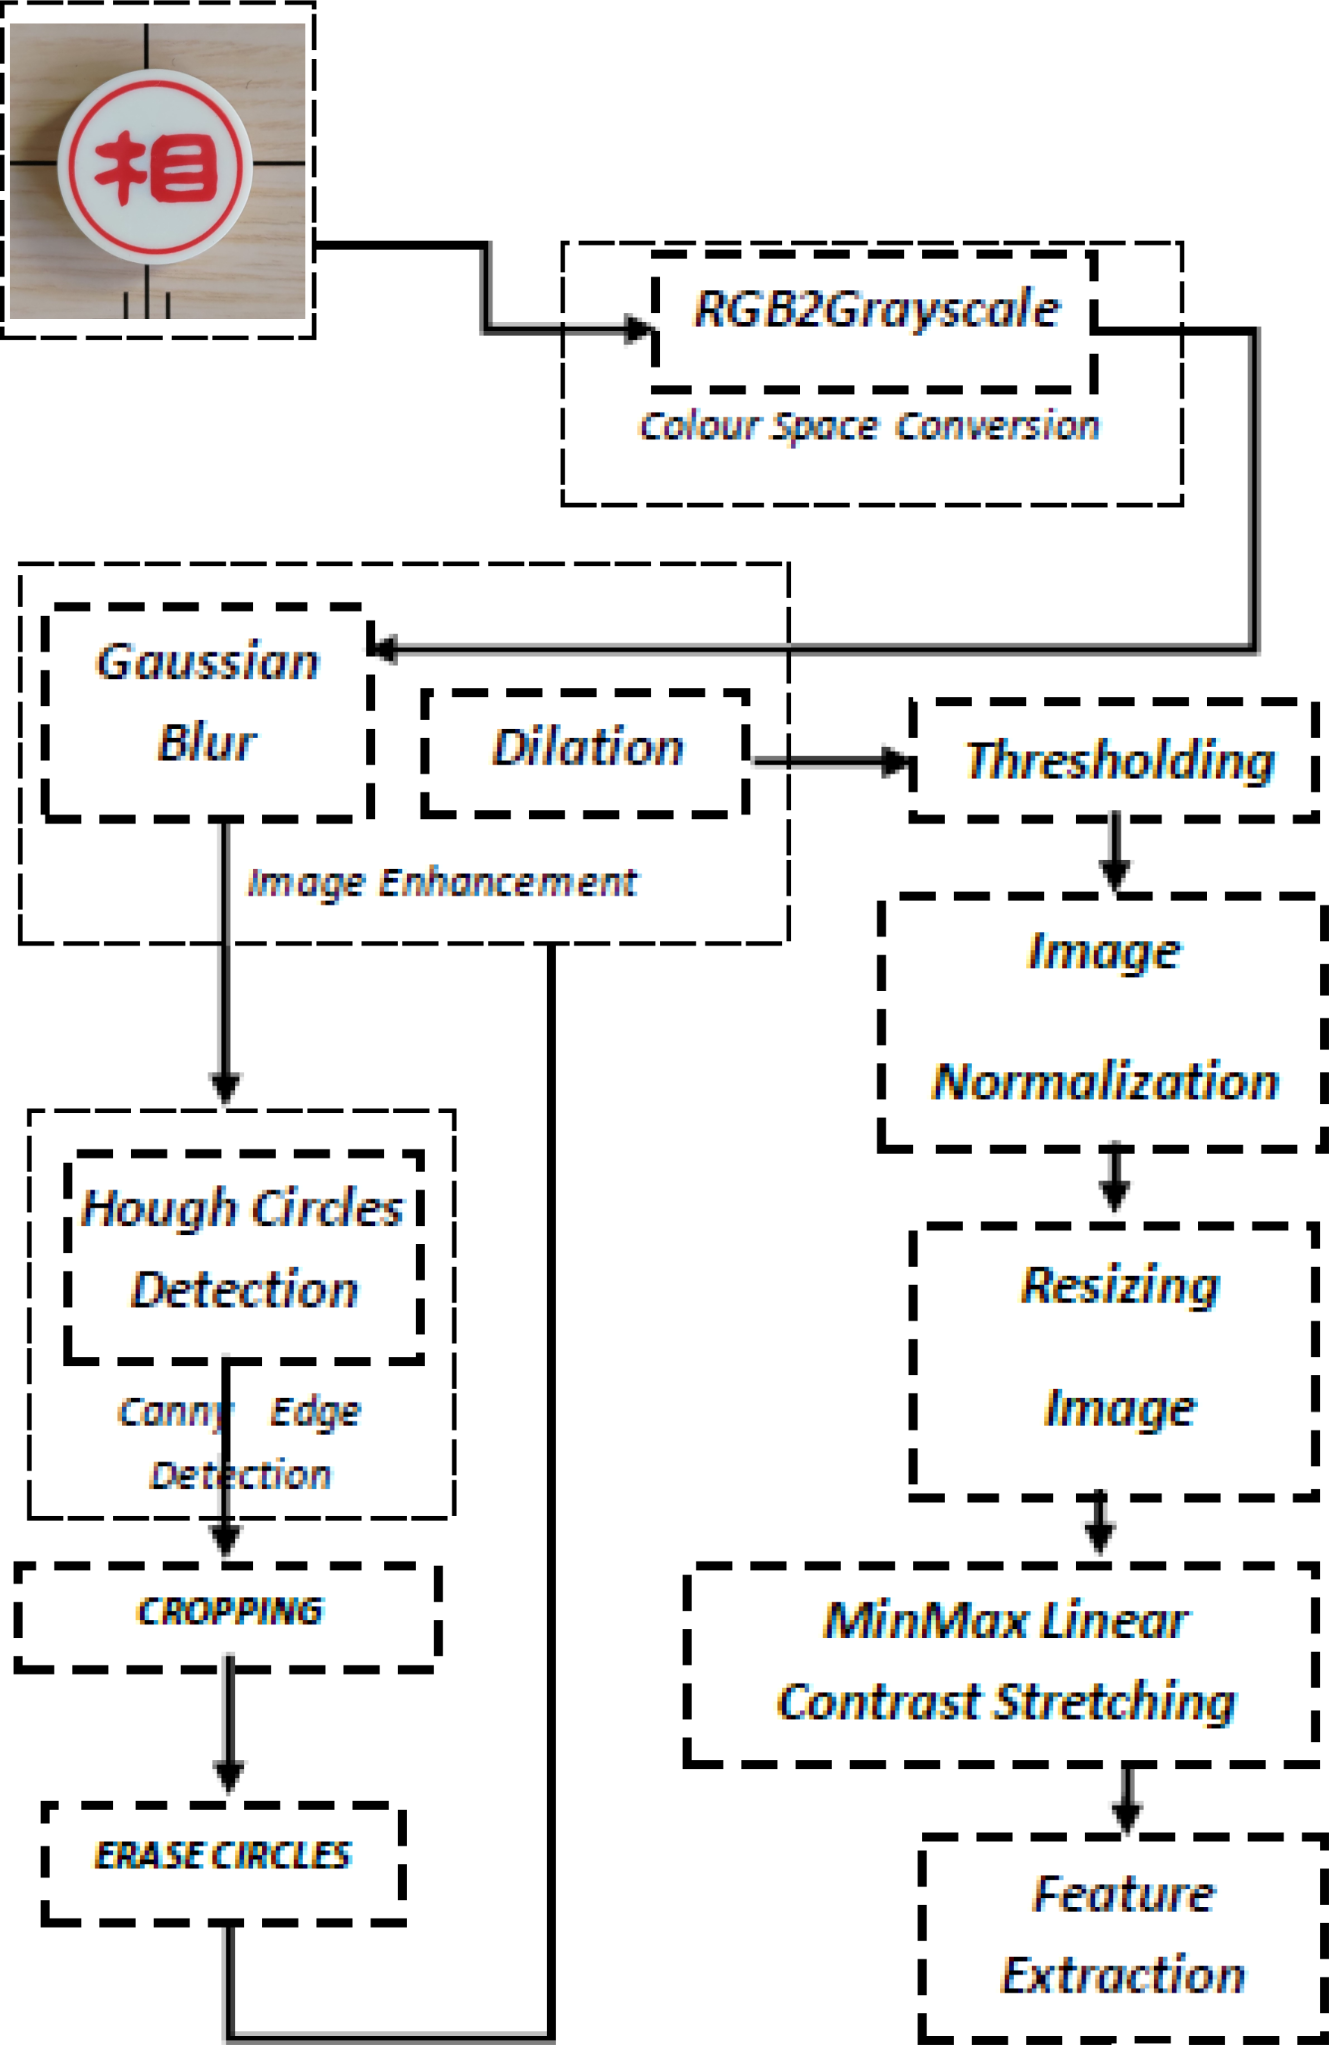 相
RGB2Grayscale
Colour Space Conversion
Gaussian
Blur
Dilation
Image Enhancement
Thresholding
Image
Normalization
Hough Circles
Detection
Canny Edge
Detection
Resizing
Image
CROPPING
MinMax Linear
Contrast Stretching
ERASE CIRCLES
Feature
Extraction